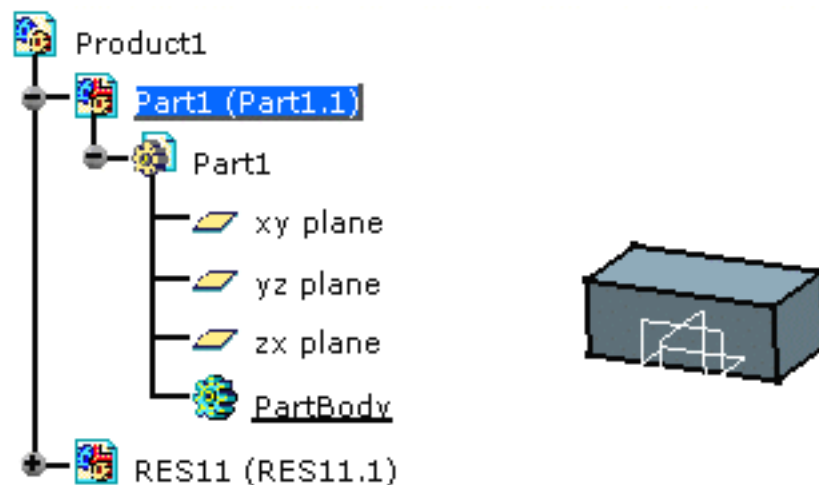 Product1
Part1 (Part1.1)
Part1
xy plane
yz plane
zx plane
PartBody
RES11 (RES11.1)